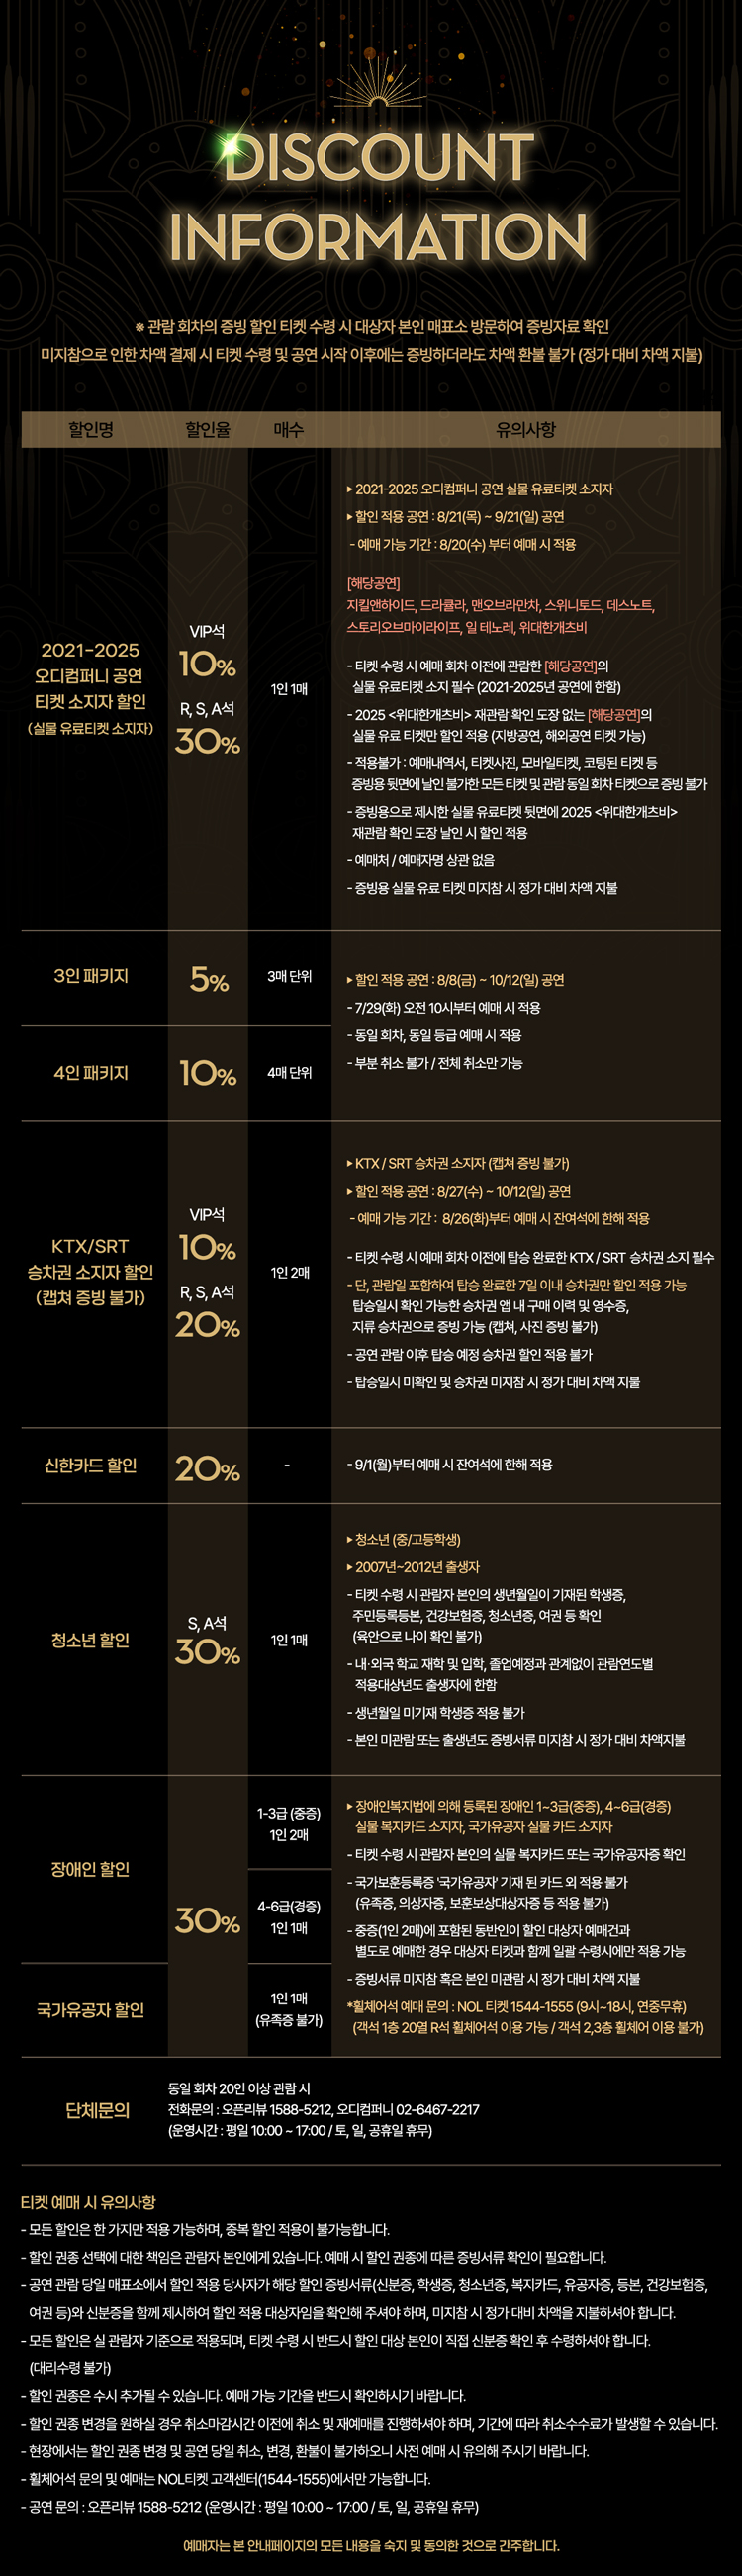 DISCOUNT
INFORMATION
※ 관람 회차의 증빙 할인 티켓 수령 시 대상자 본인 매표소 방문하여 증빙자료 확인
미지참으로 인한 차액 결제 시 티켓 수령 및 공연 시작 이후에는 증빙하더라도 차액 환불 불가 (정가 대비 차액 지불)
할인명 할인율 매수 유의사항
2021-2025
오디컴퍼니 공연
티켓 소지자 할인
(실물 유료티켓 소지자)
VIP석
10%
R, S, A석
30%
1인 1매
▶ 2021-2025 오디컴퍼니 공연 실물 유료티켓 소지자
▶ 할인 적용 공연 : 8/21(목) ~ 9/21(일) 공연
- 예매 가능 기간 : 8/20(수) 부터 예매 시 적용
[해당공연]
지킬앤하이드, 드라큘라, 맨오브라만차, 스위니토드, 데스노트,
스토리오브마이라이프, 일 테노레, 위대한개츠비
- 티켓 수령 시 예매 회차 이전에 관람한 [해당공연]의
실물 유료티켓 소지 필수 (2021-2025년 공연에 한함)
- 2025 <위대한개츠비> 재관람 확인 도장 없는 [해당공연]의
실물 유료 티켓만 할인 적용 (지방공연, 해외공연 티켓 가능)
- 적용불가 : 예매내역서, 티켓사진, 모바일티켓, 코팅된 티켓 등
증빙용 뒷면에 날인 불가한 모든 티켓 및 관람 동일 회차 티켓으로 증빙 불가
- 증빙용으로 제시한 실물 유료티켓 뒷면에 2025 <위대한개츠비>
재관람 확인 도장 날인 시 할인 적용
- 예매처 / 예매자명 상관 없음
- 증빙용 실물 유료 티켓 미지참 시 정가 대비 차액 지불
3인 패키지
5%
3매 단위
4인 패키지
10%
4매 단위
▶ 할인 적용 공연 : 8/8(금) ~ 10/12(일) 공연
- 7/29(화) 오전 10시부터 예매 시 적용
- 동일 회차, 동일 등급 예매 시 적용
- 부분 취소 불가 / 전체 취소만 가능
KTX/SRT
승차권 소지자 할인
(캡쳐 증빙 불가)
VIP석
10%
R, S, A석
20%
1인 2매
▶ KTX / SRT 승차권 소지자 (캡쳐 증빙 불가)
▶ 할인 적용 공연 : 8/27(수) ~ 10/12(일) 공연
- 예매 가능 기간 : 8/26(화)부터 예매 시 잔여석에 한해 적용
- 티켓 수령 시 예매 회차 이전에 탑승 완료한 KTX / SRT 승차권 소지 필수
- 단, 관람일 포함하여 탑승 완료한 7일 이내 승차권만 할인 적용 가능
탑승일시 확인 가능한 승차권 앱 내 구매 이력 및 영수증,
지류 승차권으로 증빙 가능 (캡쳐, 사진 증빙 불가)
- 공연 관람 이후 탑승 예정 승차권 할인 적용 불가
- 탑승일시 미확인 및 승차권 미지참 시 정가 대비 차액 지불
신한카드 할인
20%
-
- 9/1(월)부터 예매 시 잔여석에 한해 적용
청소년 할인
S, A석
30%
1인 1매
▶ 청소년 (중/고등학생)
▶ 2007년~2012년 출생자
- 티켓 수령 시 관람자 본인의 생년월일이 기재된 학생증,
주민등록등본, 건강보험증, 청소년증, 여권 등 확인
(육안으로 나이 확인 불가)
- 내·외국 학교 재학 및 입학, 졸업예정과 관계없이 관람연도별
적용대상년도 출생자에 한함
- 생년월일 미기재 학생증 적용 불가
- 본인 미관람 또는 출생년도 증빙서류 미지참 시 정가 대비 차액지불
장애인 할인
국가유공자 할인
30%
1-3급 (중증)
1인 2매
4-6급(경증)
1인 1매
1인 1매
(유족증 불가)
▶ 장애인복지법에 의해 등록된 장애인 1~3급(중증), 4~6급(경증)
실물 복지카드 소지자, 국가유공자 실물 카드 소지자
- 티켓 수령 시 관람자 본인의 실물 복지카드 또는 국가유공자증 확인
- 국가보훈등록증 '국가유공자' 기재 된 카드 외 적용 불가
(유족증, 의상자증, 보훈보상대상자증 등 적용 불가)
- 중증(1인 2매)에 포함된 동반인이 할인 대상자 예매건과
별도로 예매한 경우 대상자 티켓과 함께 일괄 수령시에만 적용 가능
- 증빙서류 미지참 혹은 본인 미관람 시 정가 대비 차액 지불
*휠체어석 예매 문의 : NOL 티켓 1544-1555 (9시~18시, 연중무휴)
(객석 1층 20열 R석 휠체어석 이용 가능 / 객석 2,3층 휠체어 이용 불가)
단체문의
동일 회차 20인 이상 관람 시
전화문의 : 오픈리뷰 1588-5212, 오디컴퍼니 02-6467-2217
(운영시간 : 평일 10:00 ~ 17:00 / 토, 일, 공휴일 휴무)
티켓 예매 시 유의사항
- 모든 할인은 한 가지만 적용 가능하며, 중복 할인 적용이 불가능합니다.
- 할인 권종 선택에 대한 책임은 관람자 본인에게 있습니다. 예매 시 할인 권종에 따른 증빙서류 확인이 필요합니다.
- 공연 관람 당일 매표소에서 할인 적용 당사자가 해당 할인 증빙서류(신분증, 학생증, 청소년증, 복지카드, 유공자증, 등본, 건강보험증,
여권 등)와 신분증을 함께 제시하여 할인 적용 대상자임을 확인해 주셔야 하며, 미지참 시 정가 대비 차액을 지불하셔야 합니다.
- 모든 할인은 실 관람자 기준으로 적용되며, 티켓 수령 시 반드시 할인 대상 본인이 직접 신분증 확인 후 수령하셔야 합니다.
(대리수령 불가)
- 할인 권종은 수시 추가될 수 있습니다. 예매 가능 기간을 반드시 확인하시기 바랍니다.
- 할인 권종 변경을 원하실 경우 취소마감시간 이전에 취소 및 재예매를 진행하셔야 하며, 기간에 따라 취소수수료가 발생할 수 있습니다.
- 현장에서는 할인 권종 변경 및 공연 당일 취소, 변경, 환불이 불가하오니 사전 예매 시 유의해 주시기 바랍니다.
- 휠체어석 문의 및 예매는 NOL티켓 고객센터(1544-1555)에서만 가능합니다.
- 공연 문의 : 오픈리뷰 1588-5212 (운영시간 : 평일 10:00 ~ 17:00 / 토, 일, 공휴일 휴무)
예매자는 본 안내페이지의 모든 내용을 숙지 및 동의한 것으로 간주합니다.